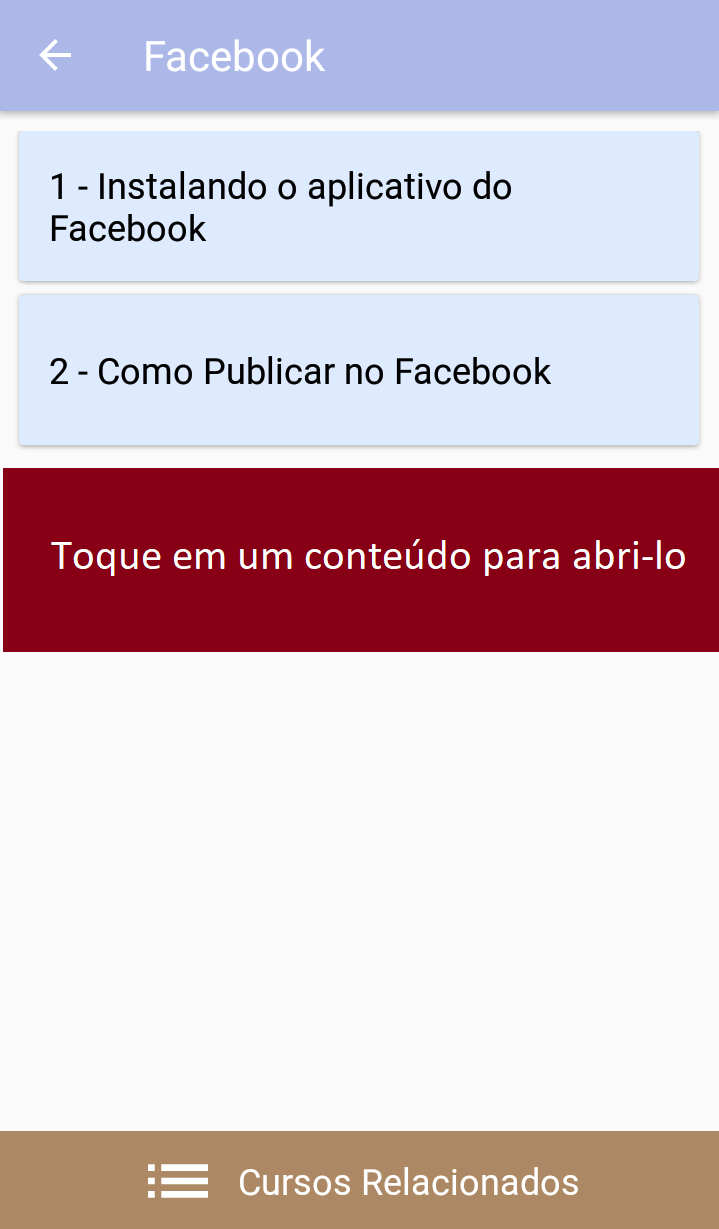 Facebook
1 - Instalando o aplicativo do
Facebook
2 - Como Publicar no Facebook
Toque em um conteúdo para abri-lo
Cursos Relacionados